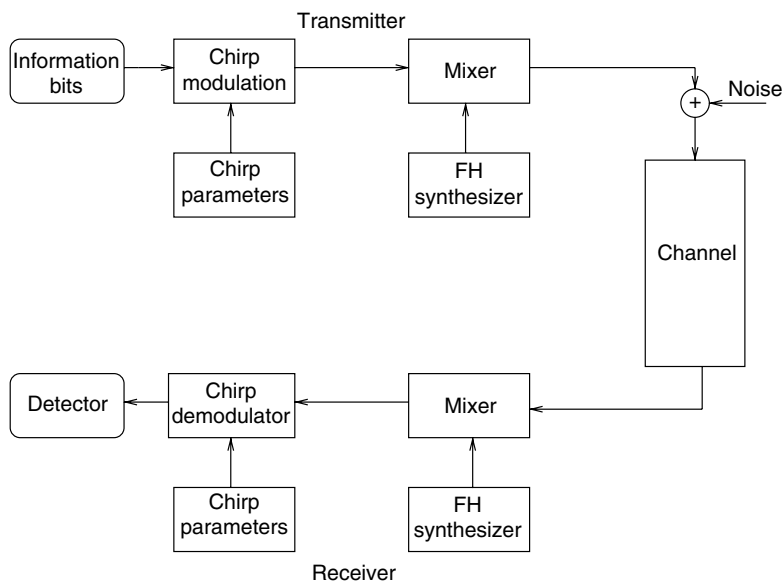 Transmitter
Information
bits
Chirp
modulation
Mixer
Noise
+
Chirp
parameters
FH
synthesizer
Channel
Detector
Chirp
demodulator
Mixer
Chirp
parameters
FH
synthesizer
Receiver